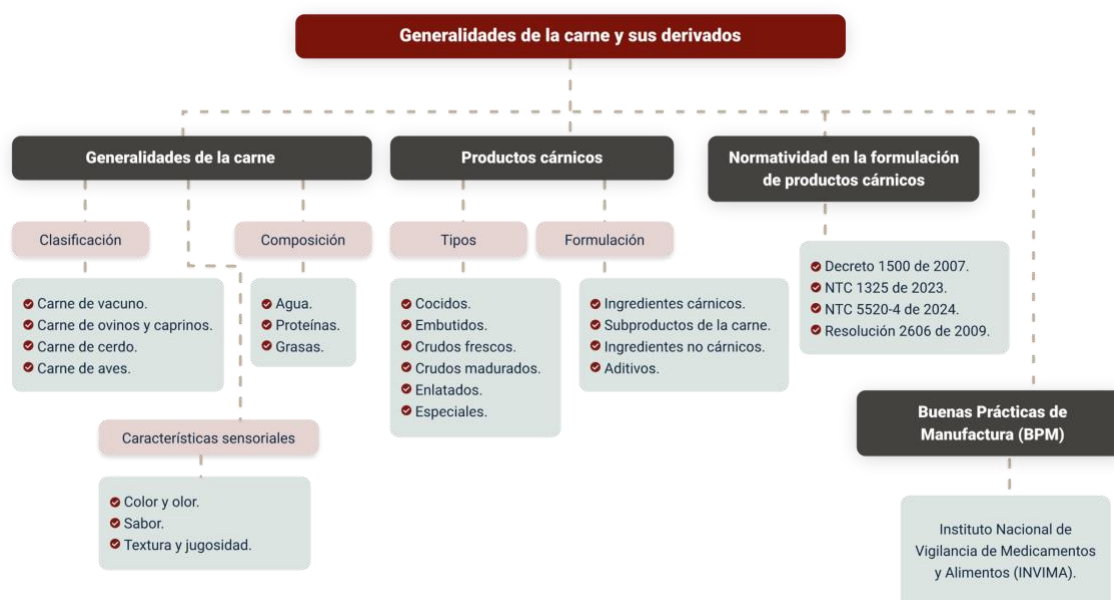 Generalidades de la carne y sus derivados
Generalidades de la carne
Clasificación
Carne de vacuno.
Carne de ovinos y caprinos.
Carne de cerdo.
Carne de aves.
Composición
Agua.
Proteínas.
Grasas.
Características sensoriales
Color y olor.
Sabor.
Textura y jugosidad.
Productos cárnicos
Tipos
Cocidos.
Embutidos.
Crudos frescos.
Crudos madurados.
Enlatados.
Especiales.
Formulación
Ingredientes cárnicos.
Subproductos de la carne.
Ingredientes no cárnicos.
Aditivos.
Normatividad en la formulación
de productos cárnicos
Decreto 1500 de 2007.
NTC 1325 de 2023.
NTC 5520-4 de 2024.
Resolución 2606 de 2009.
Buenas Prácticas de
Manufactura (BPM)
Instituto Nacional de
Vigilancia de Medicamentos
y Alimentos (INVIMA).